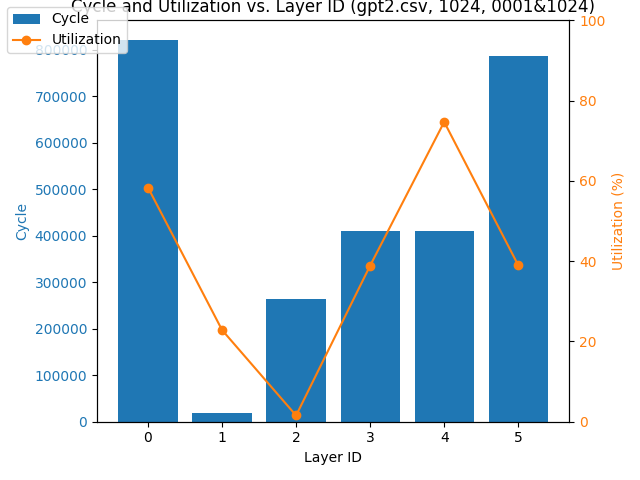 Cycle and Utilization vs. Layer ID (gpt2.csv, 1024, 0001&1024)
Cycle
Utilization
800000
700000
600000
500000
400000
300000
200000
100000
0
Cycle
100
80
60
40
20
0
Utilization (%)
0 1 2 3 4 5
Layer ID